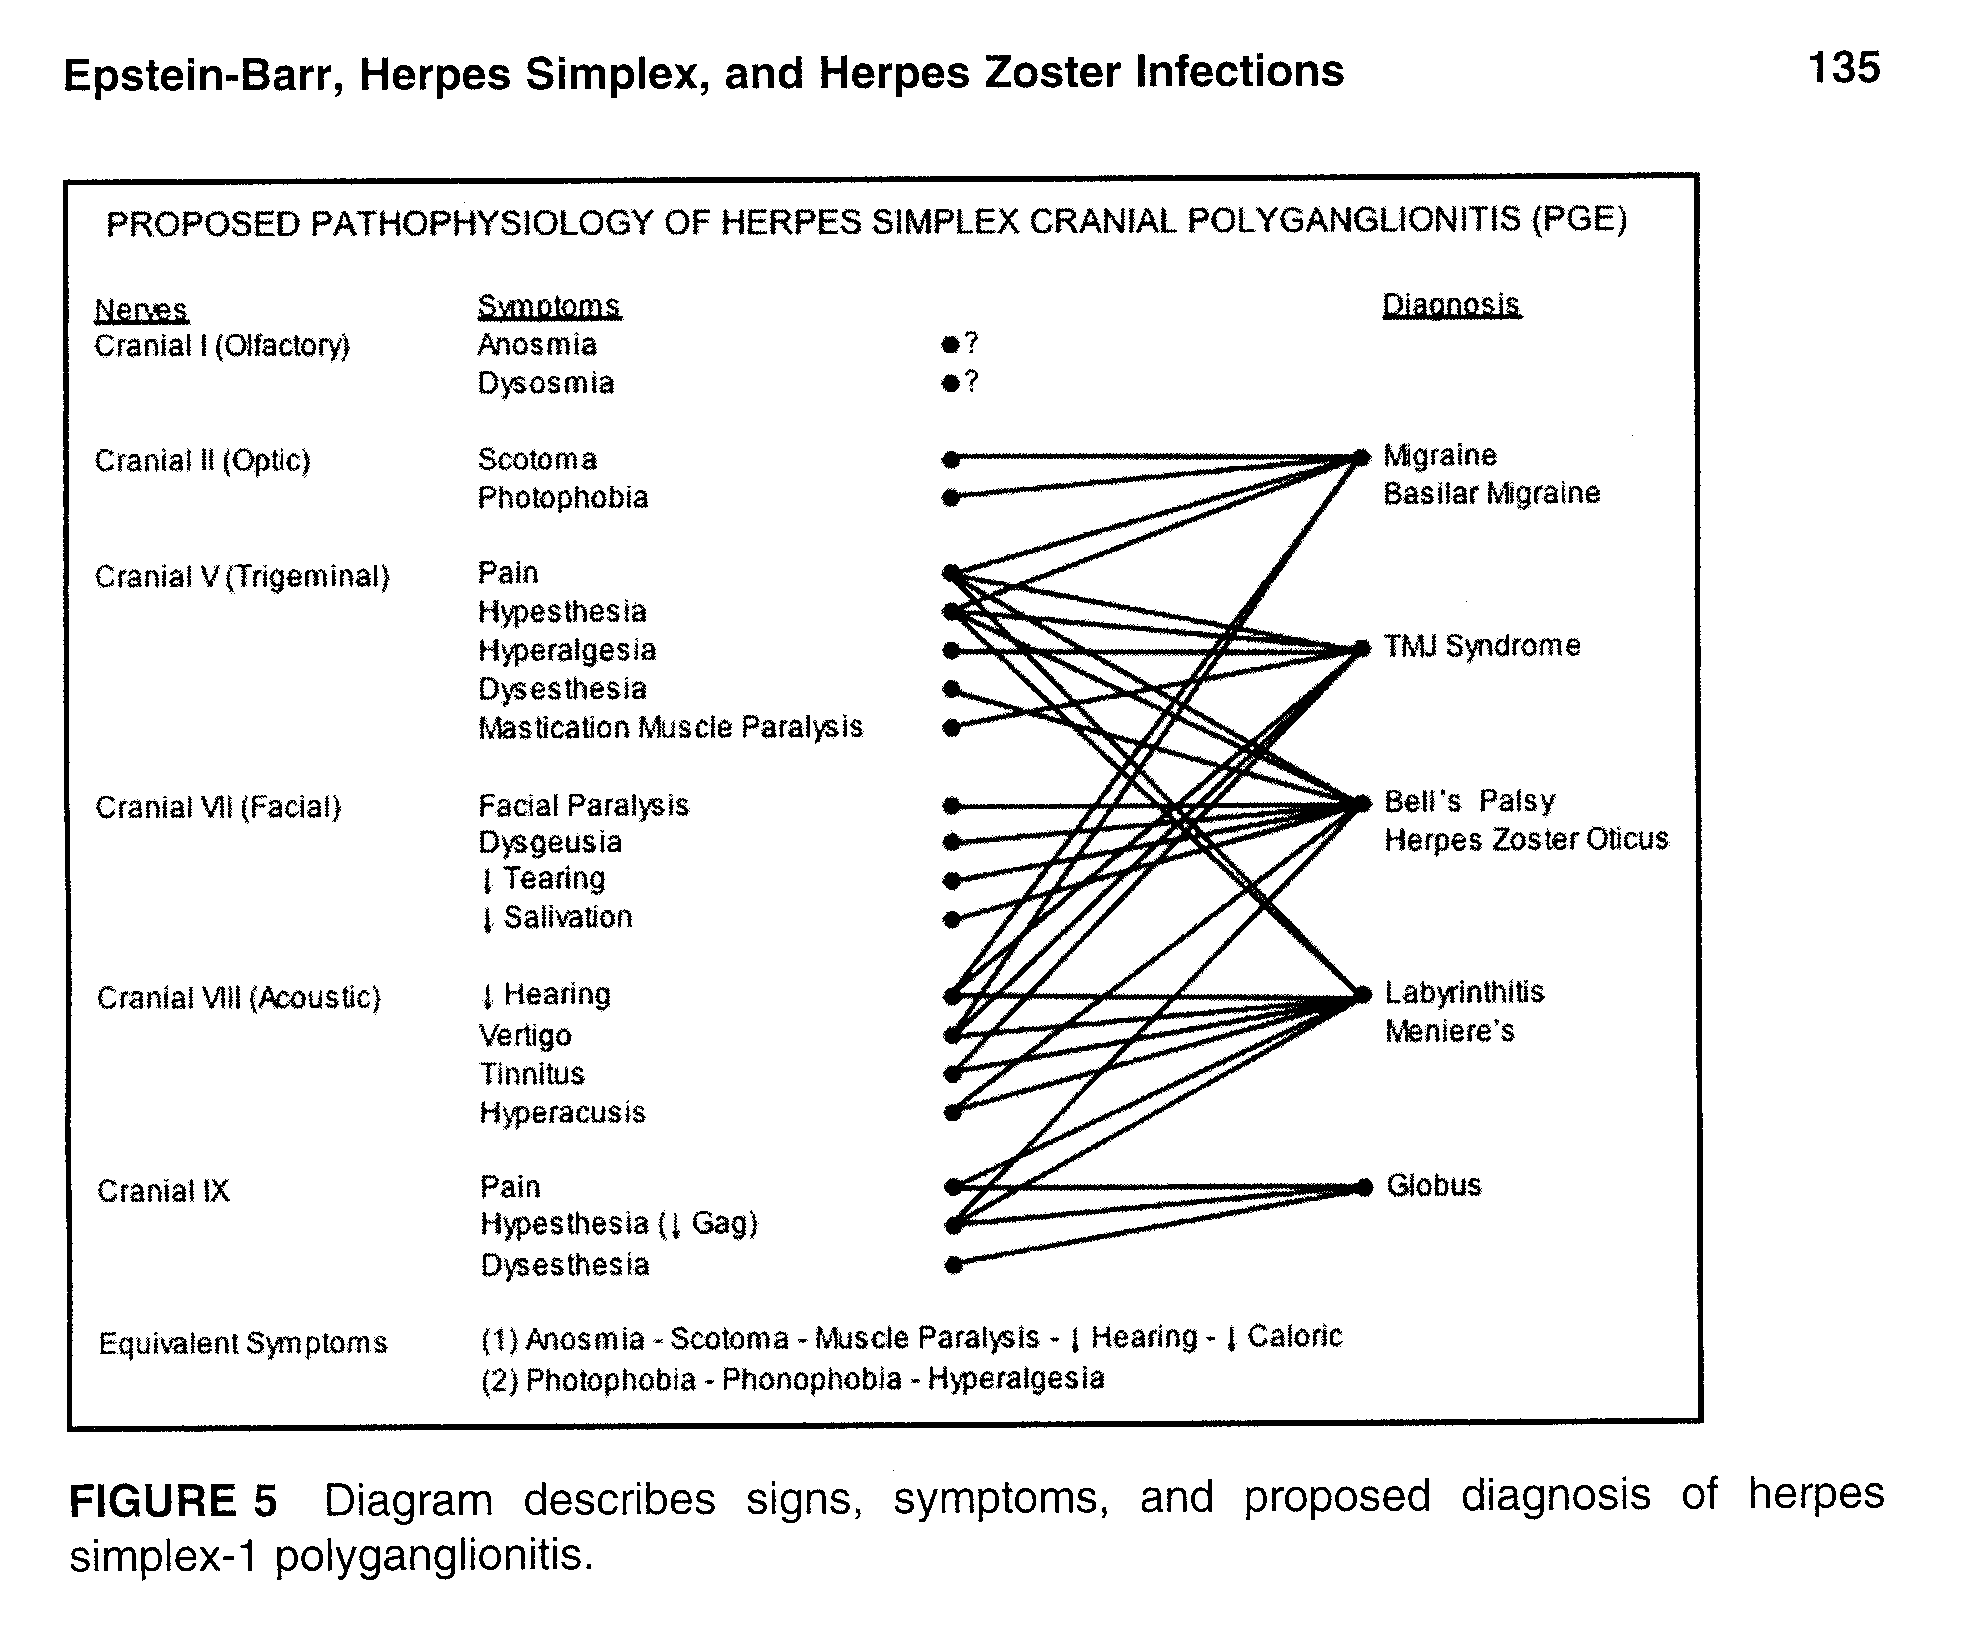 Epstein-Barr, Herpes Simplex, and Herpes Zoster Infections 135
PROPOSED PATHOPHYSIOLOGY OF HERPES SIMPLEX CRANIAL POLYGANGLIONITIS (PGE)
Nerves Symptoms Diagnosis
Cranial I (Olfactory) Anosmia ?
Dysosmia ?
Cranial II (Optic) Scotoma Migraine
Photophobia Basilar Migraine
Cranial V (Trigeminal) Pain
Hypesthesia
Hyperalgesia TMJ Syndrome
Dysesthesia
Mastication Muscle Paralysis
Cranial VII (Facial) Facial Paralysis Bell's Palsy
Dysgeusia Herpes Zoster Oticus
↓ Tearing
↓ Salivation
Cranial VIII (Acoustic) ↓ Hearing Labyrinthitis
Vertigo Meniere's
Tinnitus
Hyperacusis
Cranial IX Pain Globus
Hypesthesia (↓ Gag)
Dysesthesia
Equivalent Symptoms (1) Anosmia - Scotoma - Muscle Paralysis - ↓ Hearing - ↓ Caloric
(2) Photophobia - Phonophobia - Hyperalgesia
FIGURE 5 Diagram describes signs, symptoms, and proposed diagnosis of herpes
simplex-1 polyganglionitis.